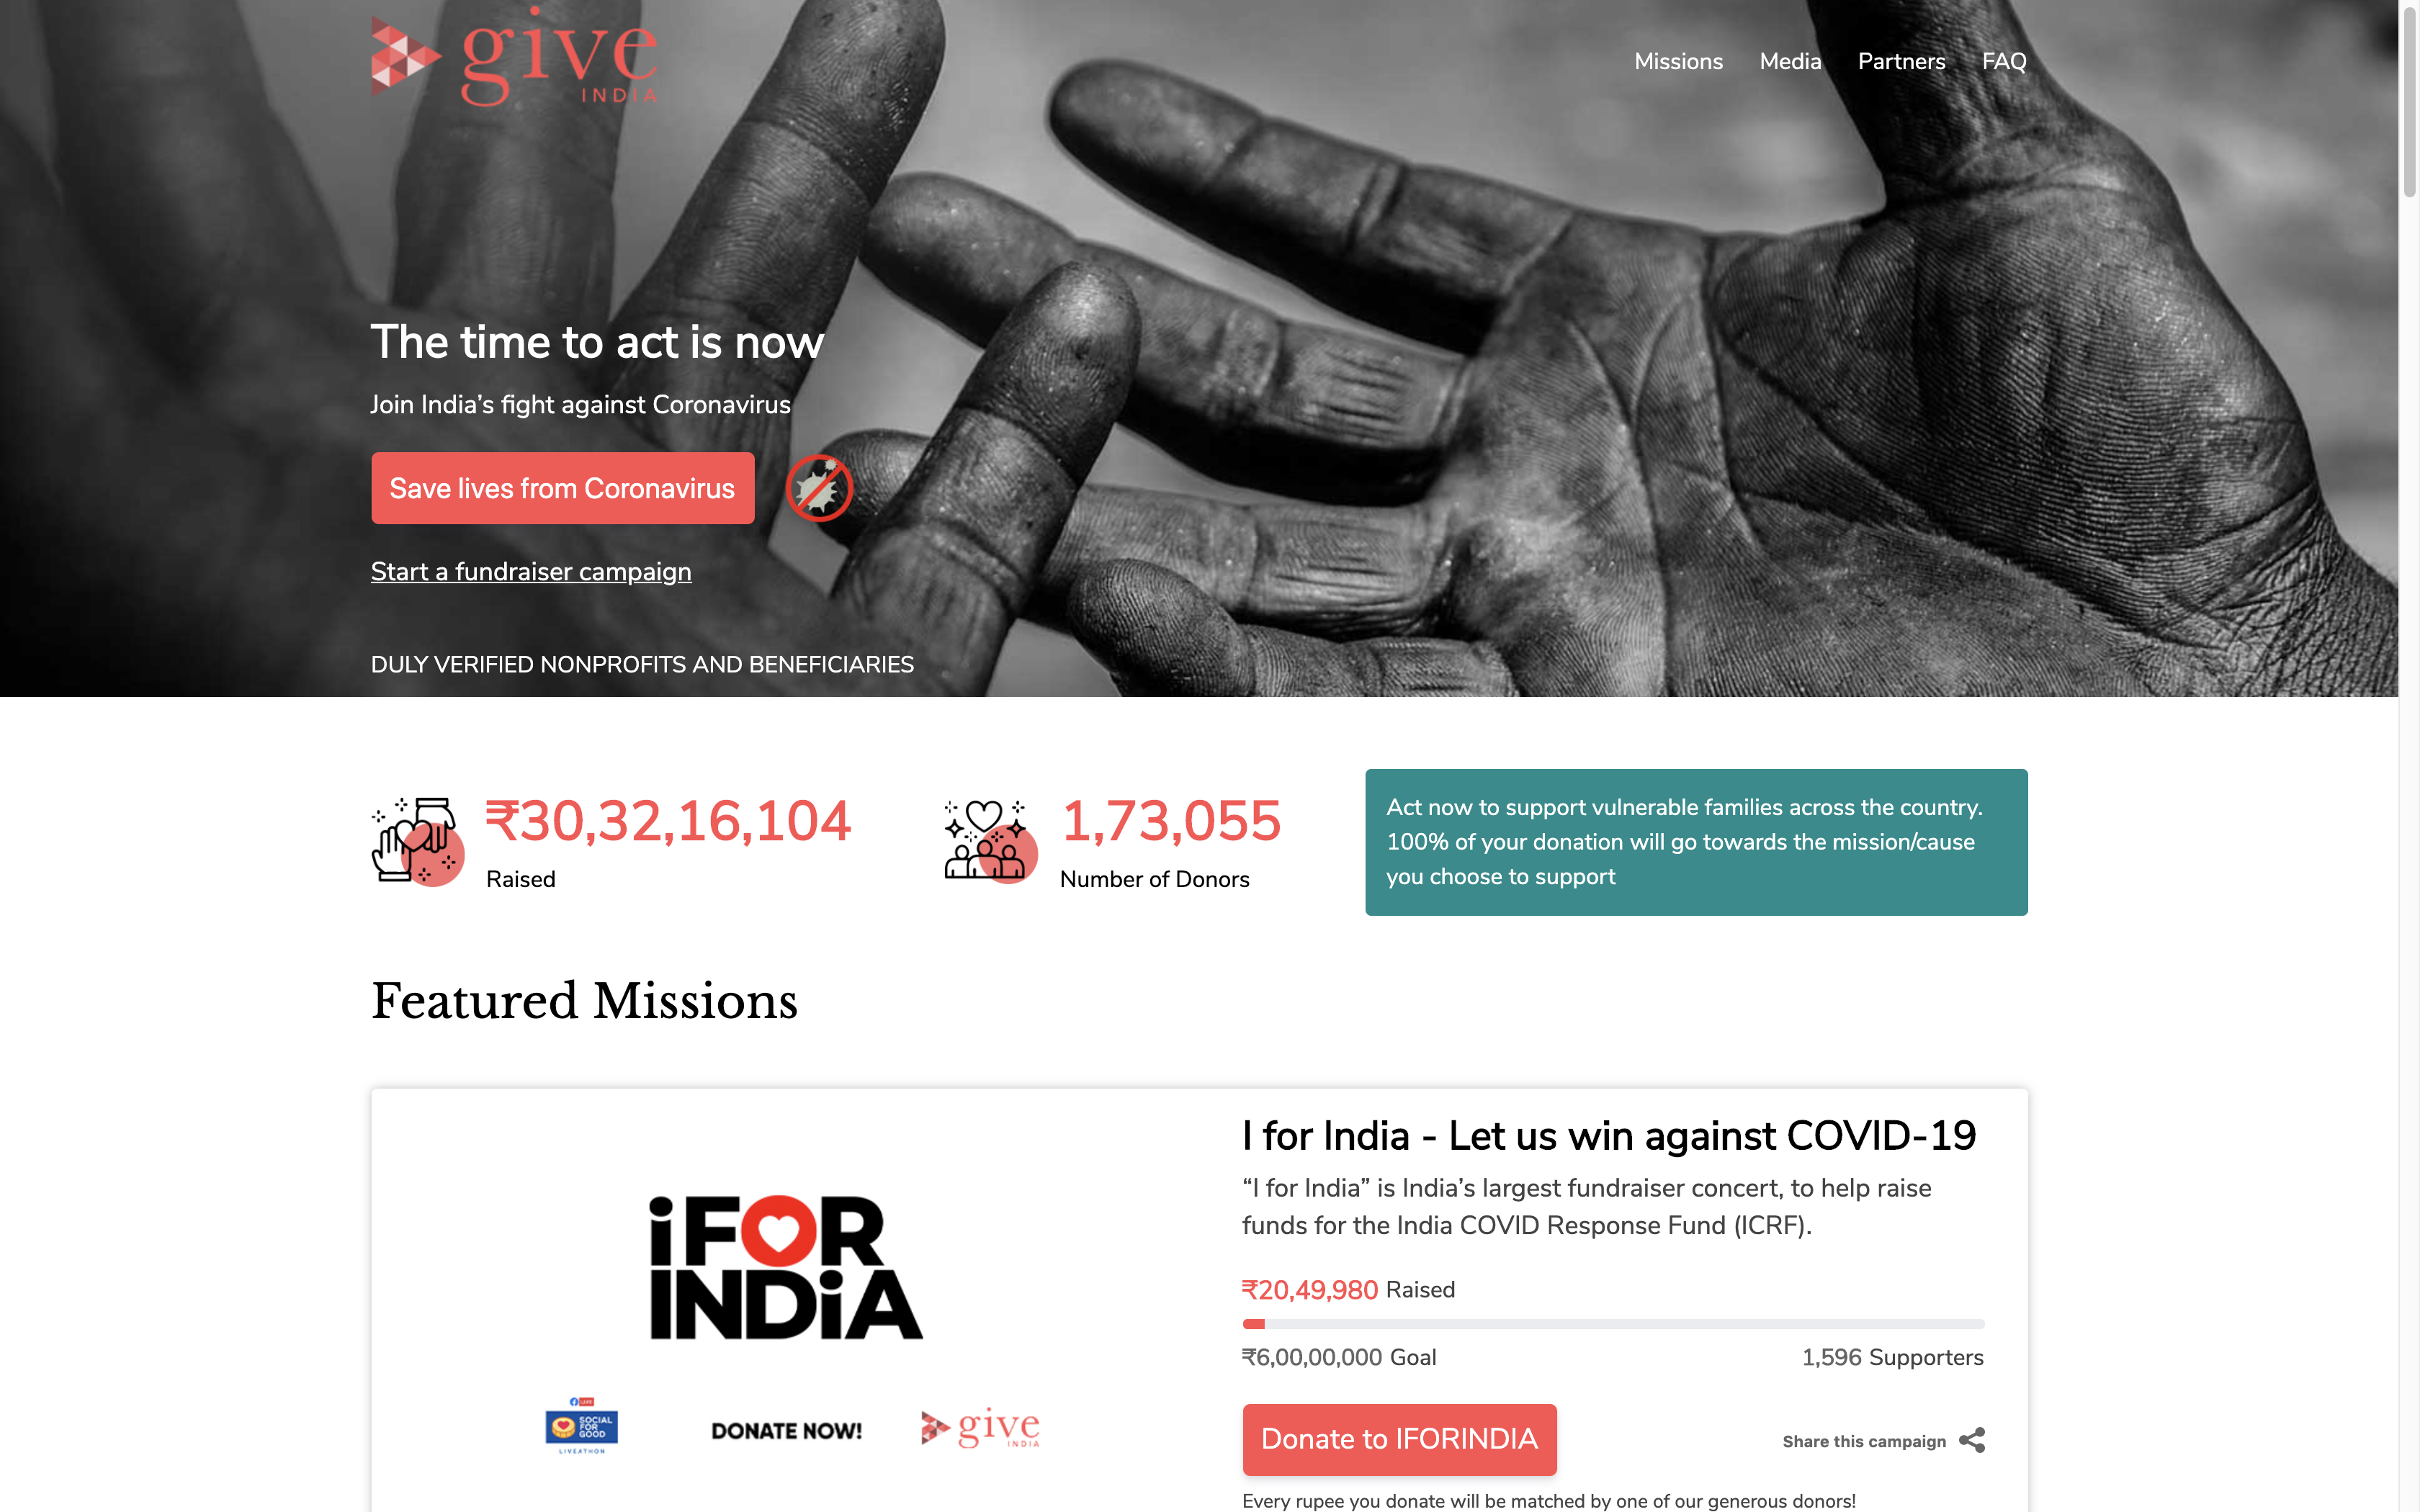 give
INDIA
Missions
Media
Partners
FAQ
The time to act is now
Join India’s fight against Coronavirus
Save lives from Coronavirus
Start a fundraiser campaign
DULY VERIFIED NONPROFITS AND BENEFICIARIES
₹30,32,16,104
Raised
1,73,055
Number of Donors
Act now to support vulnerable families across the country.
100% of your donation will go towards the mission/cause
you choose to support
Featured Missions
iFOR
INDiA
LIVE
SOCIAL
FOR
GOOD
LIVEATHON
DONATE NOW!
give
INDIA
I for India - Let us win against COVID-19
“I for India” is India’s largest fundraiser concert, to help raise
funds for the India COVID Response Fund (ICRF).
₹20,49,980 Raised
₹6,00,00,000 Goal
1,596 Supporters
Donate to IFORINDIA
Share this campaign
Every rupee you donate will be matched by one of our generous donors!